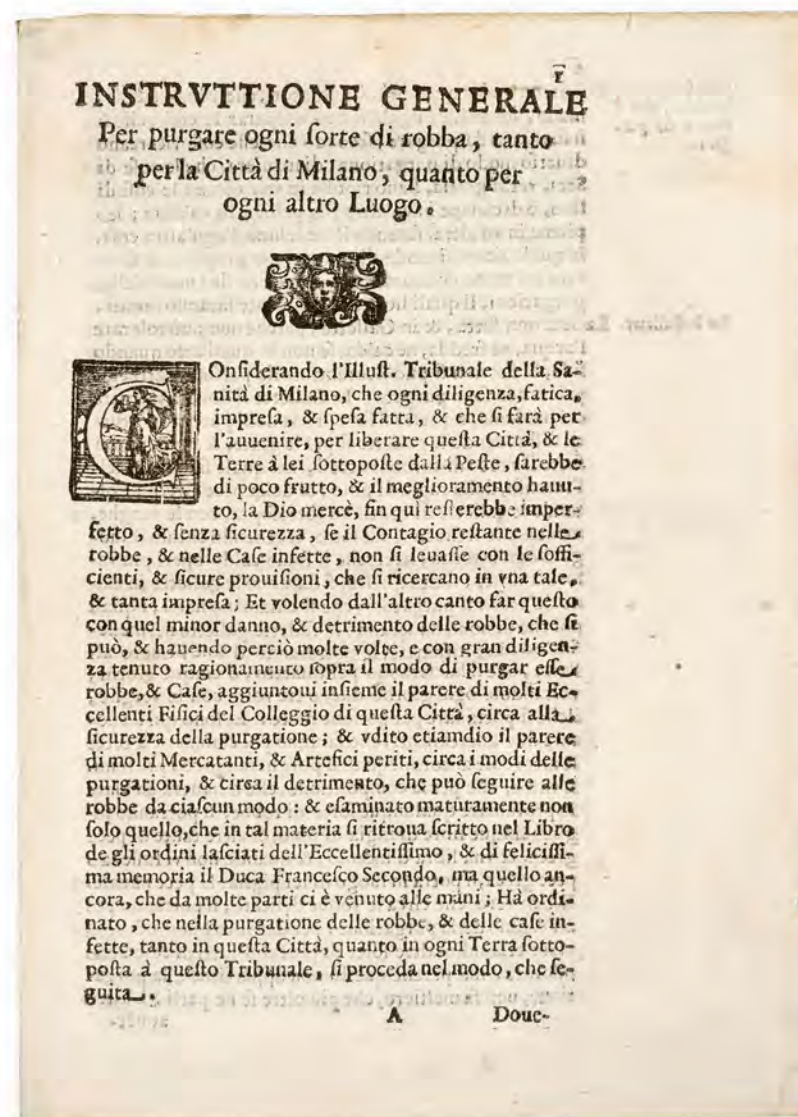 1
INSTRVTTIONE GENERALE
Per purgare ogni ſorte di robba, tanto
per la Città di Milano, quanto per
ogni altro Luogo.
COnſiderando l'Illuſt. Tribunale della Sa-
nità di Milano, che ogni diligenza, fatica,
impreſa, & ſpeſa fatta, & che ſi farà per
l'auuenire, per liberare queſta Città, & le
Terre à lei ſottopoſte dalla Peſte, ſarebbe
di poco frutto, & il meglioramento hauu-
to, la Dio mercè, fin quì reſterebbe imper-
fetto, & ſenza ſicurezza, ſe il Contagio reſtante nelle
robbe, & nelle Caſe infette, non ſi leuaſſe con le ſoffi-
cienti, & ſicure prouiſioni, che ſi ricercano in vna tale,
& tanta impreſa; Et volendo dall'altro canto far queſto
con quel minor danno, & detrimento delle robbe, che ſi
può, & hauendo perciò molte volte, e con gran diligen-
za tenuto ragionamento ſopra il modo di purgar eſſe
robbe, & Caſe, aggiuntoui inſieme il parere di molti Ec-
cellenti Fiſici del Colleggio di queſta Città, circa alla
ſicurezza della purgatione; & vdito etiamdio il parere
di molti Mercatanti, & Artefici periti, circa i modi delle
purgationi, & circa il detrimento, che può ſeguire alle
robbe da ciaſcun modo: & eſaminato maturamente non
ſolo quello, che in tal materia ſi ritroua ſcritto nel Libro
de gli ordini laſciati dell'Eccellentiſſimo, & di feliciſſi-
ma memoria il Duca Franceſco Secondo, ma quello an-
cora, che da molte parti ci è venuto alle mani; Hà ordi-
nato, che nella purgatione delle robbe, & delle caſe in-
fette, tanto in queſta Città, quanto in ogni Terra ſotto-
poſta à queſto Tribunale, ſi proceda nel modo, che ſe-
guita.
A Doue-